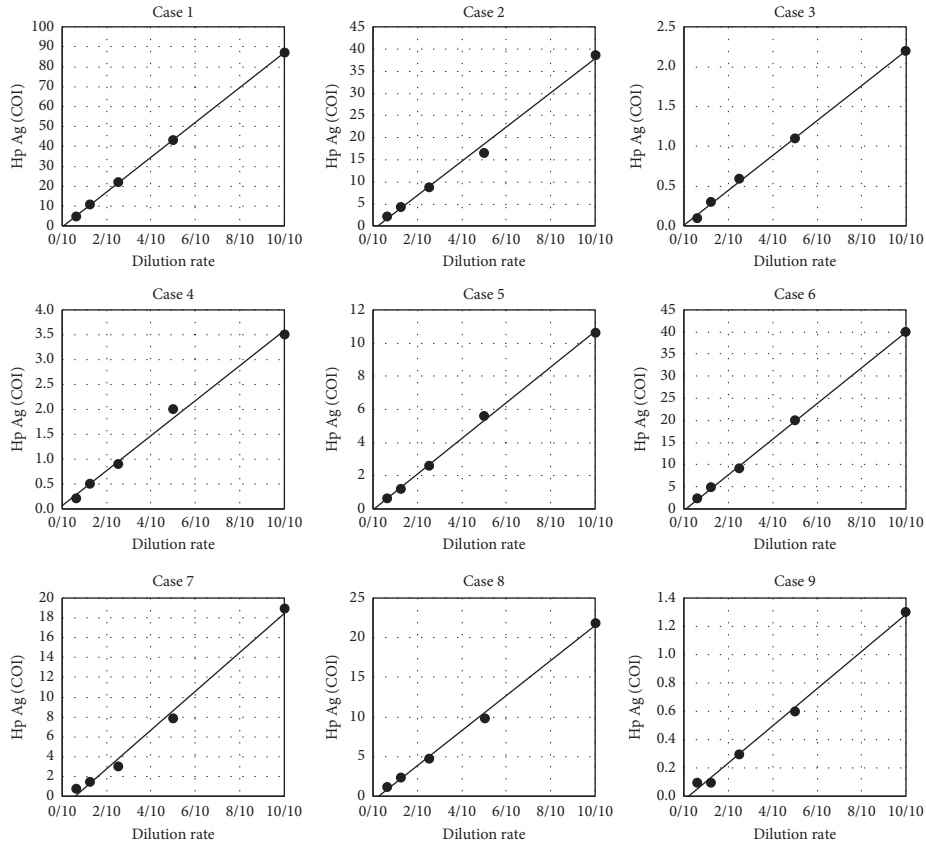 Case 1
Hp Ag (COI)
100
90
80
70
60
50
40
30
20
10
0
0/10 2/10 4/10 6/10 8/10 10/10
Dilution rate
Case 2
Hp Ag (COI)
45
40
35
30
25
20
15
10
5
0
0/10 2/10 4/10 6/10 8/10 10/10
Dilution rate
Case 3
Hp Ag (COI)
2.5
2.0
1.5
1.0
0.5
0.0
0/10 2/10 4/10 6/10 8/10 10/10
Dilution rate
Case 4
Hp Ag (COI)
4.0
3.5
3.0
2.5
2.0
1.5
1.0
0.5
0.0
0/10 2/10 4/10 6/10 8/10 10/10
Dilution rate
Case 5
Hp Ag (COI)
12
10
8
6
4
2
0
0/10 2/10 4/10 6/10 8/10 10/10
Dilution rate
Case 6
Hp Ag (COI)
45
40
35
30
25
20
15
10
5
0
0/10 2/10 4/10 6/10 8/10 10/10
Dilution rate
Case 7
Hp Ag (COI)
20
18
16
14
12
10
8
6
4
2
0
0/10 2/10 4/10 6/10 8/10 10/10
Dilution rate
Case 8
Hp Ag (COI)
25
20
15
10
5
0
0/10 2/10 4/10 6/10 8/10 10/10
Dilution rate
Case 9
Hp Ag (COI)
1.4
1.2
1.0
0.8
0.6
0.4
0.2
0.0
0/10 2/10 4/10 6/10 8/10 10/10
Dilution rate